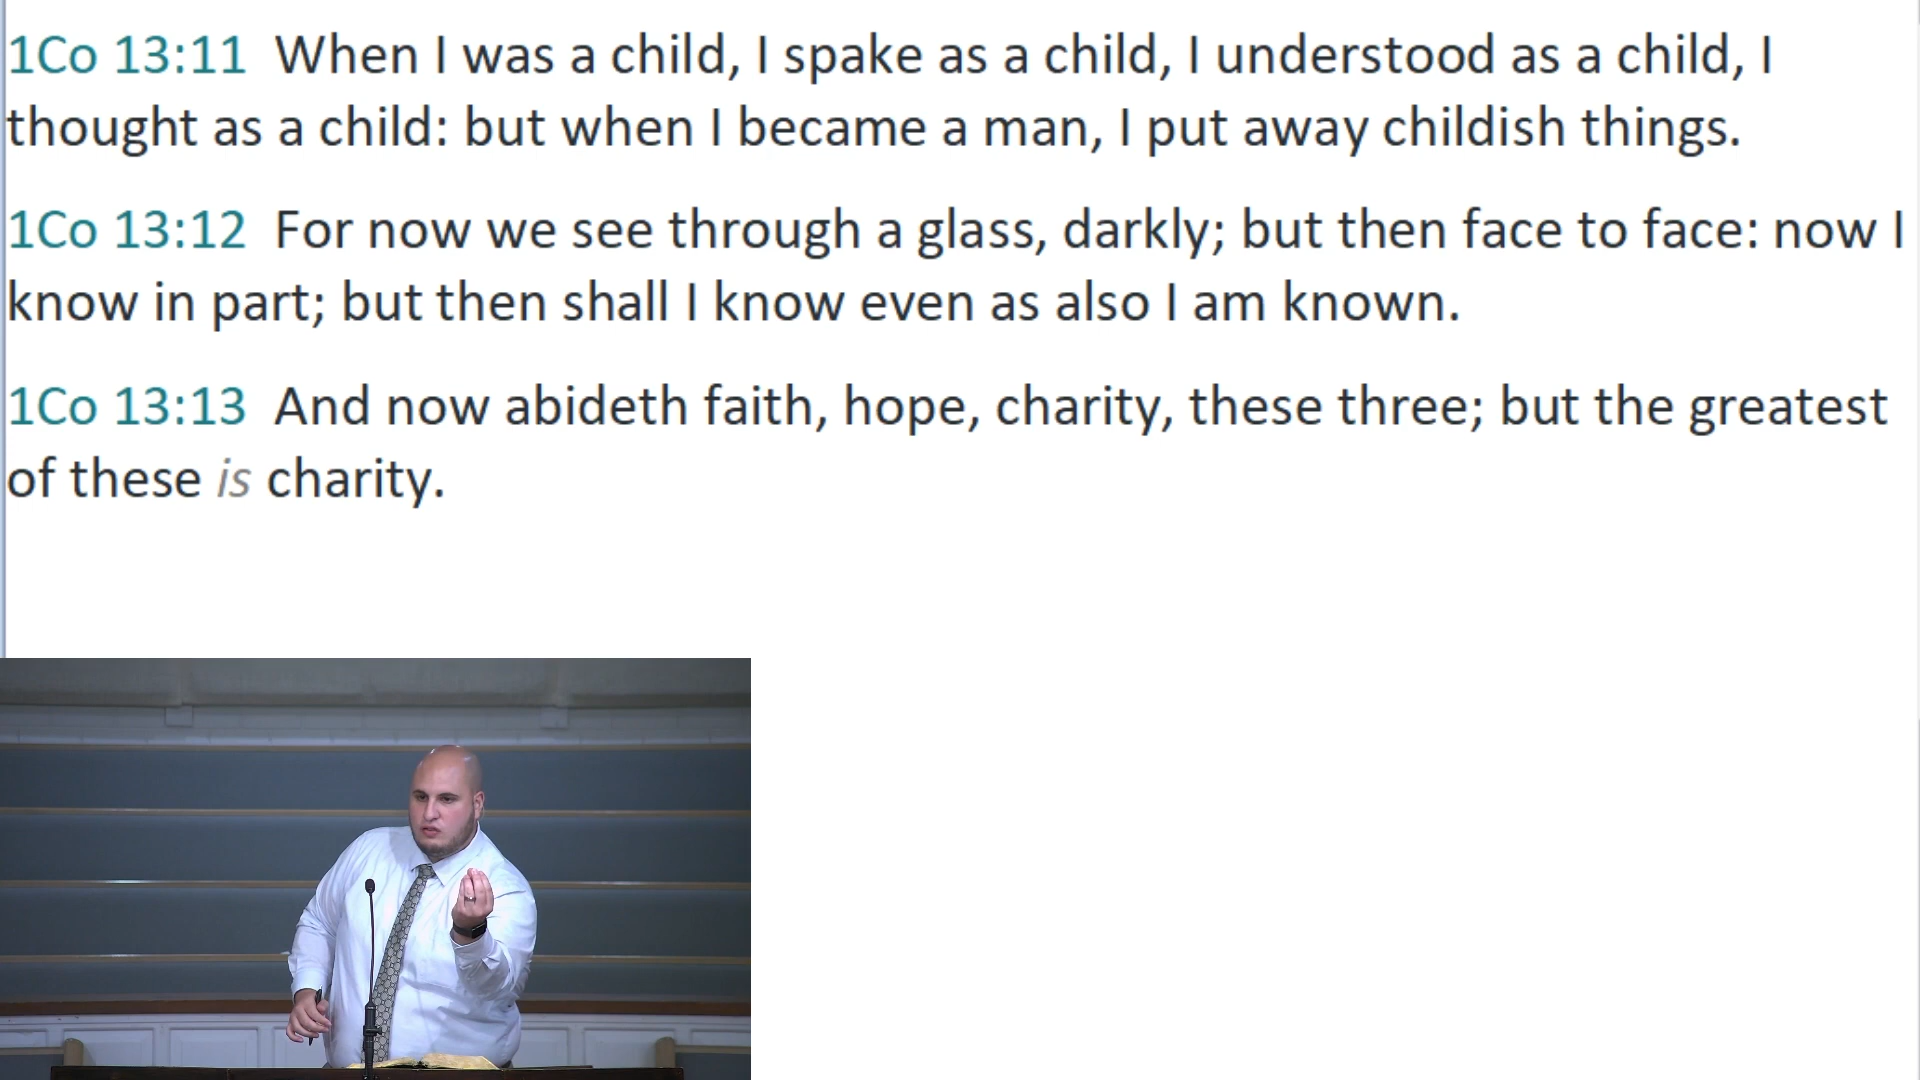 1Co 13:11 When I was a child, I spake as a child, I understood as a child, I
thought as a child: but when I became a man, I put away childish things.
1Co 13:12 For now we see through a glass, darkly; but then face to face: now I
know in part; but then shall I know even as also I am known.
1Co 13:13 And now abideth faith, hope, charity, these three; but the greatest
of these is charity.